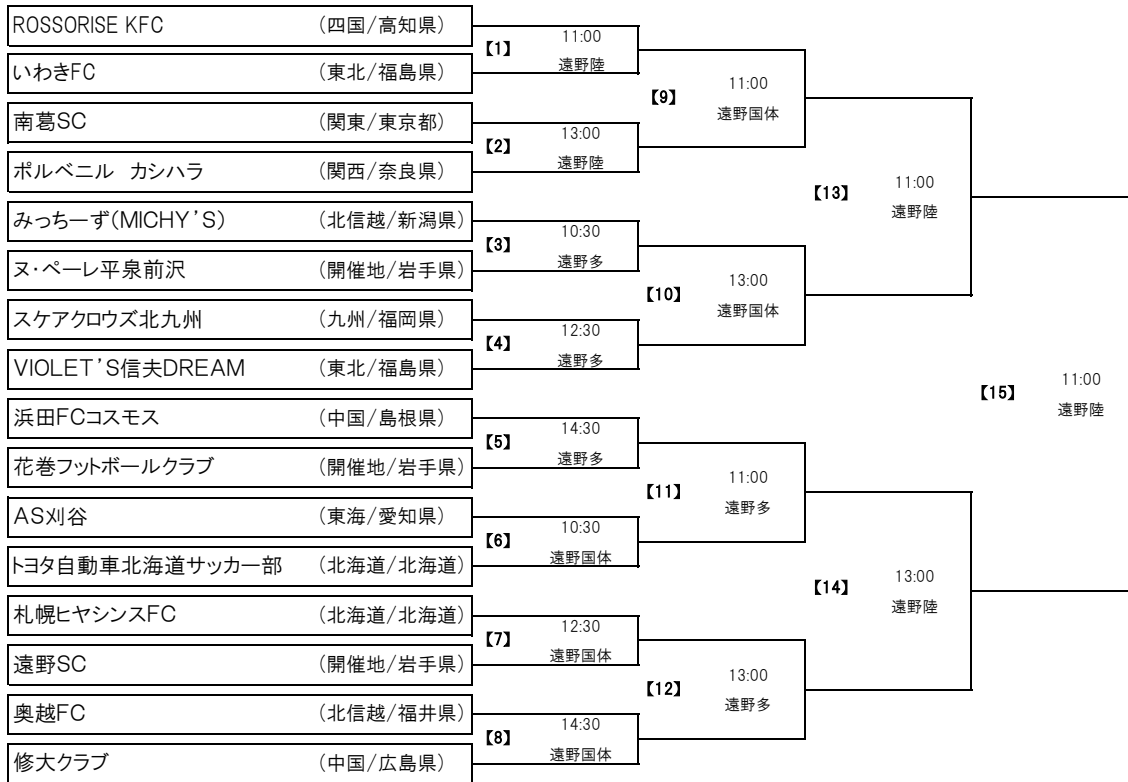 ROSSORISE KFC (四国/高知県)
【1】 11:00
遠野陸
いわきFC (東北/福島県)
【9】 11:00
遠野国体
南葛SC (関東/東京都)
【2】 13:00
遠野陸
ポルベニル　カシハラ (関西/奈良県)
【13】 11:00
遠野陸
みっちーず(MICHY'S) (北信越/新潟県)
【3】 10:30
遠野多
ヌ・ペーレ平泉前沢 (開催地/岩手県)
【10】 13:00
遠野国体
スケアクロウズ北九州 (九州/福岡県)
【4】 12:30
遠野多
VIOLET'S信夫DREAM (東北/福島県)
【15】 11:00
遠野陸
浜田FCコスモス (中国/島根県)
【5】 14:30
遠野多
花巻フットボールクラブ (開催地/岩手県)
【11】 11:00
遠野多
AS刈谷 (東海/愛知県)
【6】 10:30
遠野国体
トヨタ自動車北海道サッカー部 (北海道/北海道)
【14】 13:00
遠野陸
札幌ヒヤシンスFC (北海道/北海道)
【7】 12:30
遠野国体
遠野SC (開催地/岩手県)
【12】 13:00
遠野多
奥越FC (北信越/福井県)
【8】 14:30
遠野国体
修大クラブ (中国/広島県)